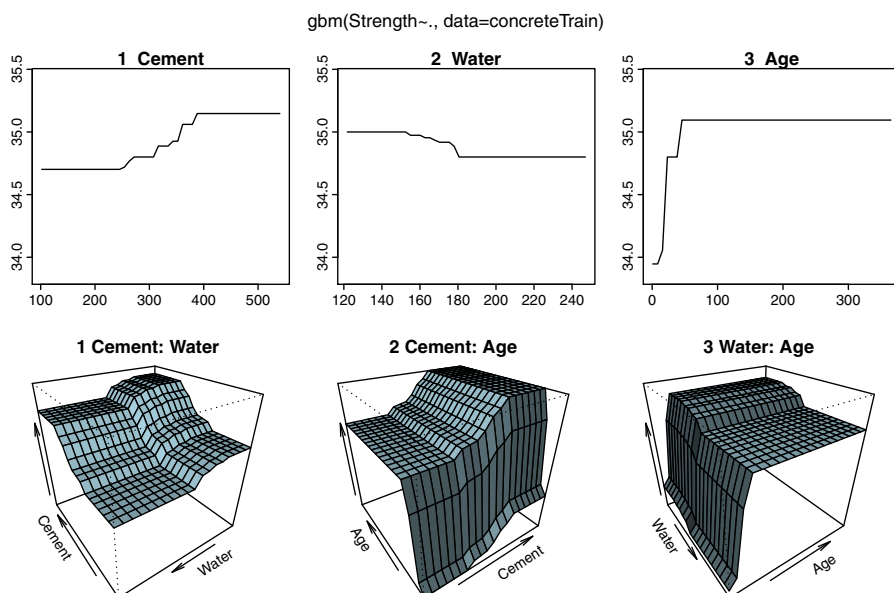 gbm(Strength~., data=concreteTrain)
1 Cement
2 Water
3 Age
35.5
35.0
34.5
34.0
100 200 300 400 500
35.5
35.0
34.5
34.0
120 140 160 180 200 220 240
35.5
35.0
34.5
34.0
0 100 200 300
1 Cement: Water
2 Cement: Age
3 Water: Age
Cement
Water
Age
Cement
Water
Age